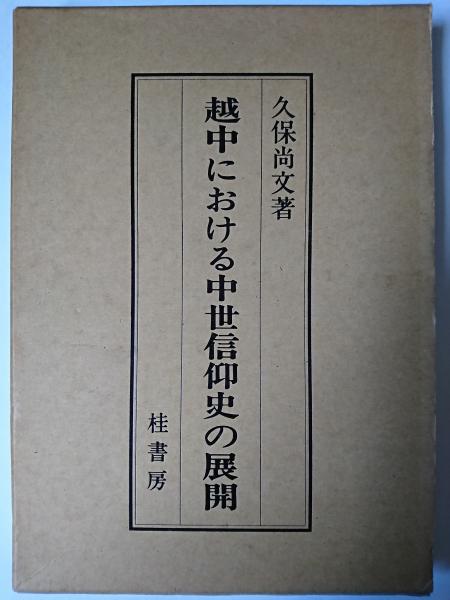 久保尚文著
越中における中世信仰史の展開
桂書房